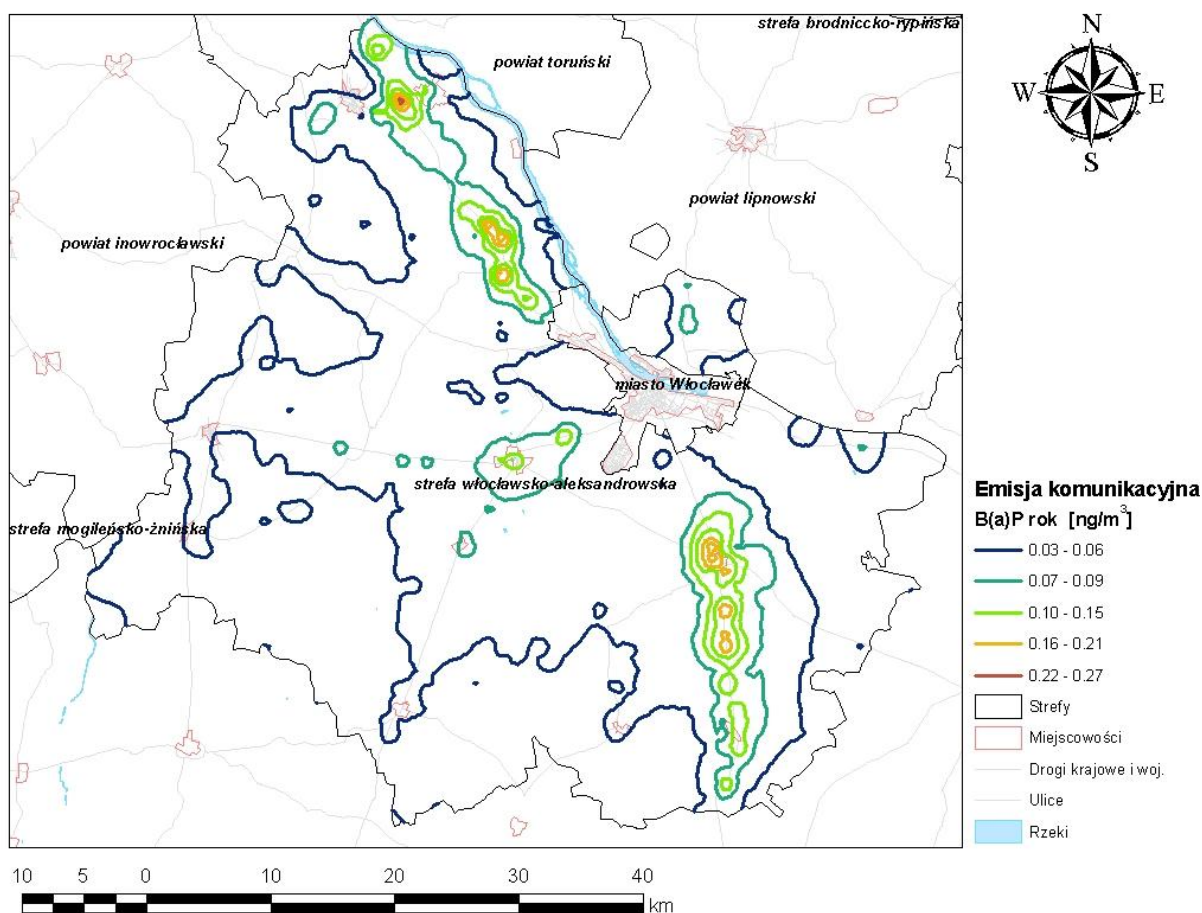 strefa brodniccko-rypińska
powiat toruński
N
W
E
S
powiat lipnowski
powiat inowrocławski
miasto Włocławek
strefa włocławsko-aleksandrowska
strefa mogileńsko-żnińska
Emisja komunikacyjna
B(a)P rok [ng/m³]
0.03 - 0.06
0.07 - 0.09
0.10 - 0.15
0.16 - 0.21
0.22 - 0.27
Strefy
Miejscowości
Drogi krajowe i woj.
Ulice
Rzeki
10 5 0 10 20 30 40
km